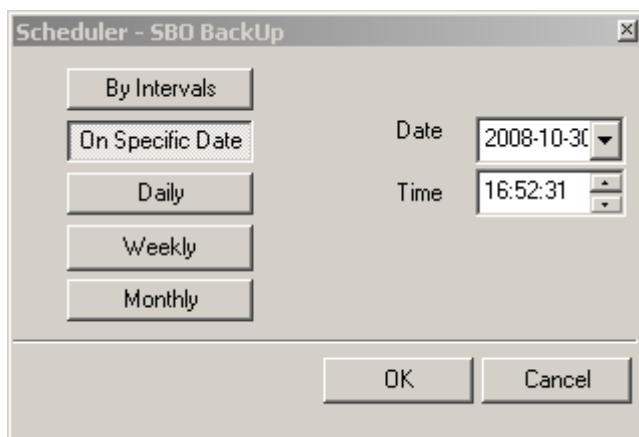 Scheduler - SBO BackUp
By Intervals
On Specific Date
Daily
Weekly
Monthly
Date 2008-10-30
Time 16:52:31
OK Cancel